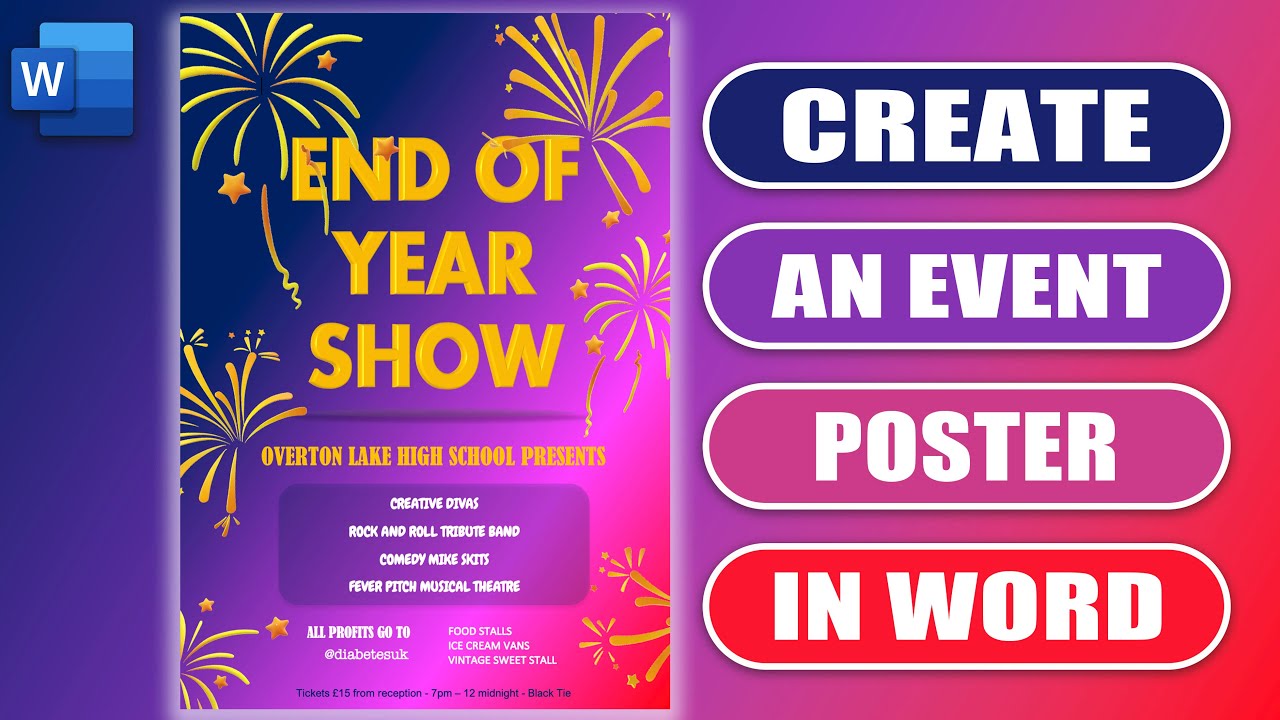 W
END OF
YEAR
SHOW
OVERTON LAKE HIGH SCHOOL PRESENTS
CREATIVE DIVAS
ROCK AND ROLL TRIBUTE BAND
COMEDY MIKE SKITS
FEVER PITCH MUSICAL THEATRE
ALL PROFITS GO TO
@diabetesuk
FOOD STALLS
ICE CREAM VANS
VINTAGE SWEET STALL
Tickets £15 from reception - 7pm – 12 midnight - Black Tie
CREATE
AN EVENT
POSTER
IN WORD